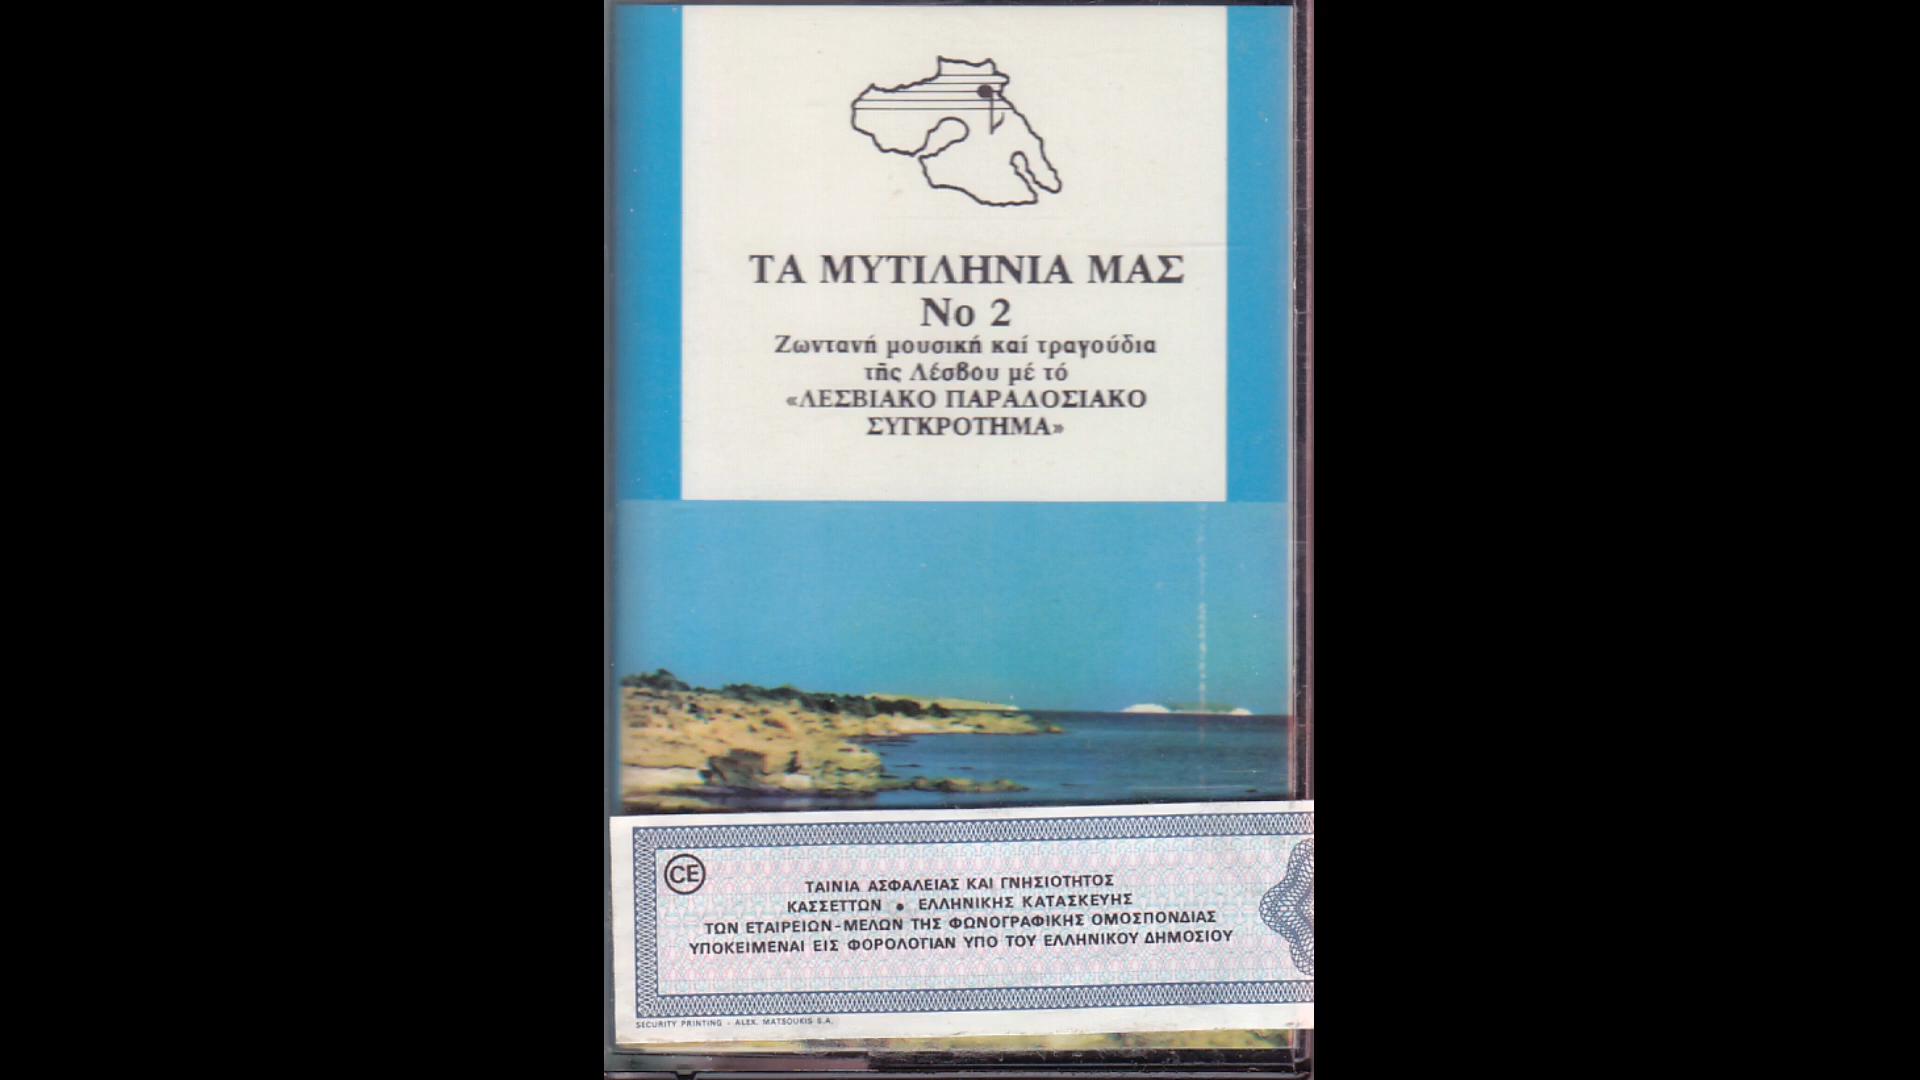 ΤΑ ΜΥΤΙΛΗΝΙΑ ΜΑΣ
Νο 2
Ζωντανή μουσική καί τραγούδια
τῆς Λέσβου μέ τό
«ΛΕΣΒΙΑΚΟ ΠΑΡΑΔΟΣΙΑΚΟ
ΣΥΓΚΡΟΤΗΜΑ»
CE
ΤΑΙΝΙΑ ΑΣΦΑΛΕΙΑΣ ΚΑΙ ΓΝΗΣΙΟΤΗΤΟΣ
ΚΑΣΣΕΤΤΩΝ • ΕΛΛΗΝΙΚΗΣ ΚΑΤΑΣΚΕΥΗΣ
ΤΩΝ ΕΤΑΙΡΕΙΩΝ-ΜΕΛΩΝ ΤΗΣ ΦΩΝΟΓΡΑΦΙΚΗΣ ΟΜΟΣΠΟΝΔΙΑΣ
ΥΠΟΚΕΙΜΕΝΑΙ ΕΙΣ ΦΟΡΟΛΟΓΙΑΝ ΥΠΟ ΤΟΥ ΕΛΛΗΝΙΚΟΥ ΔΗΜΟΣΙΟΥ
SECURITY PRINTING - ALEX. MATSOUKIS S.A.